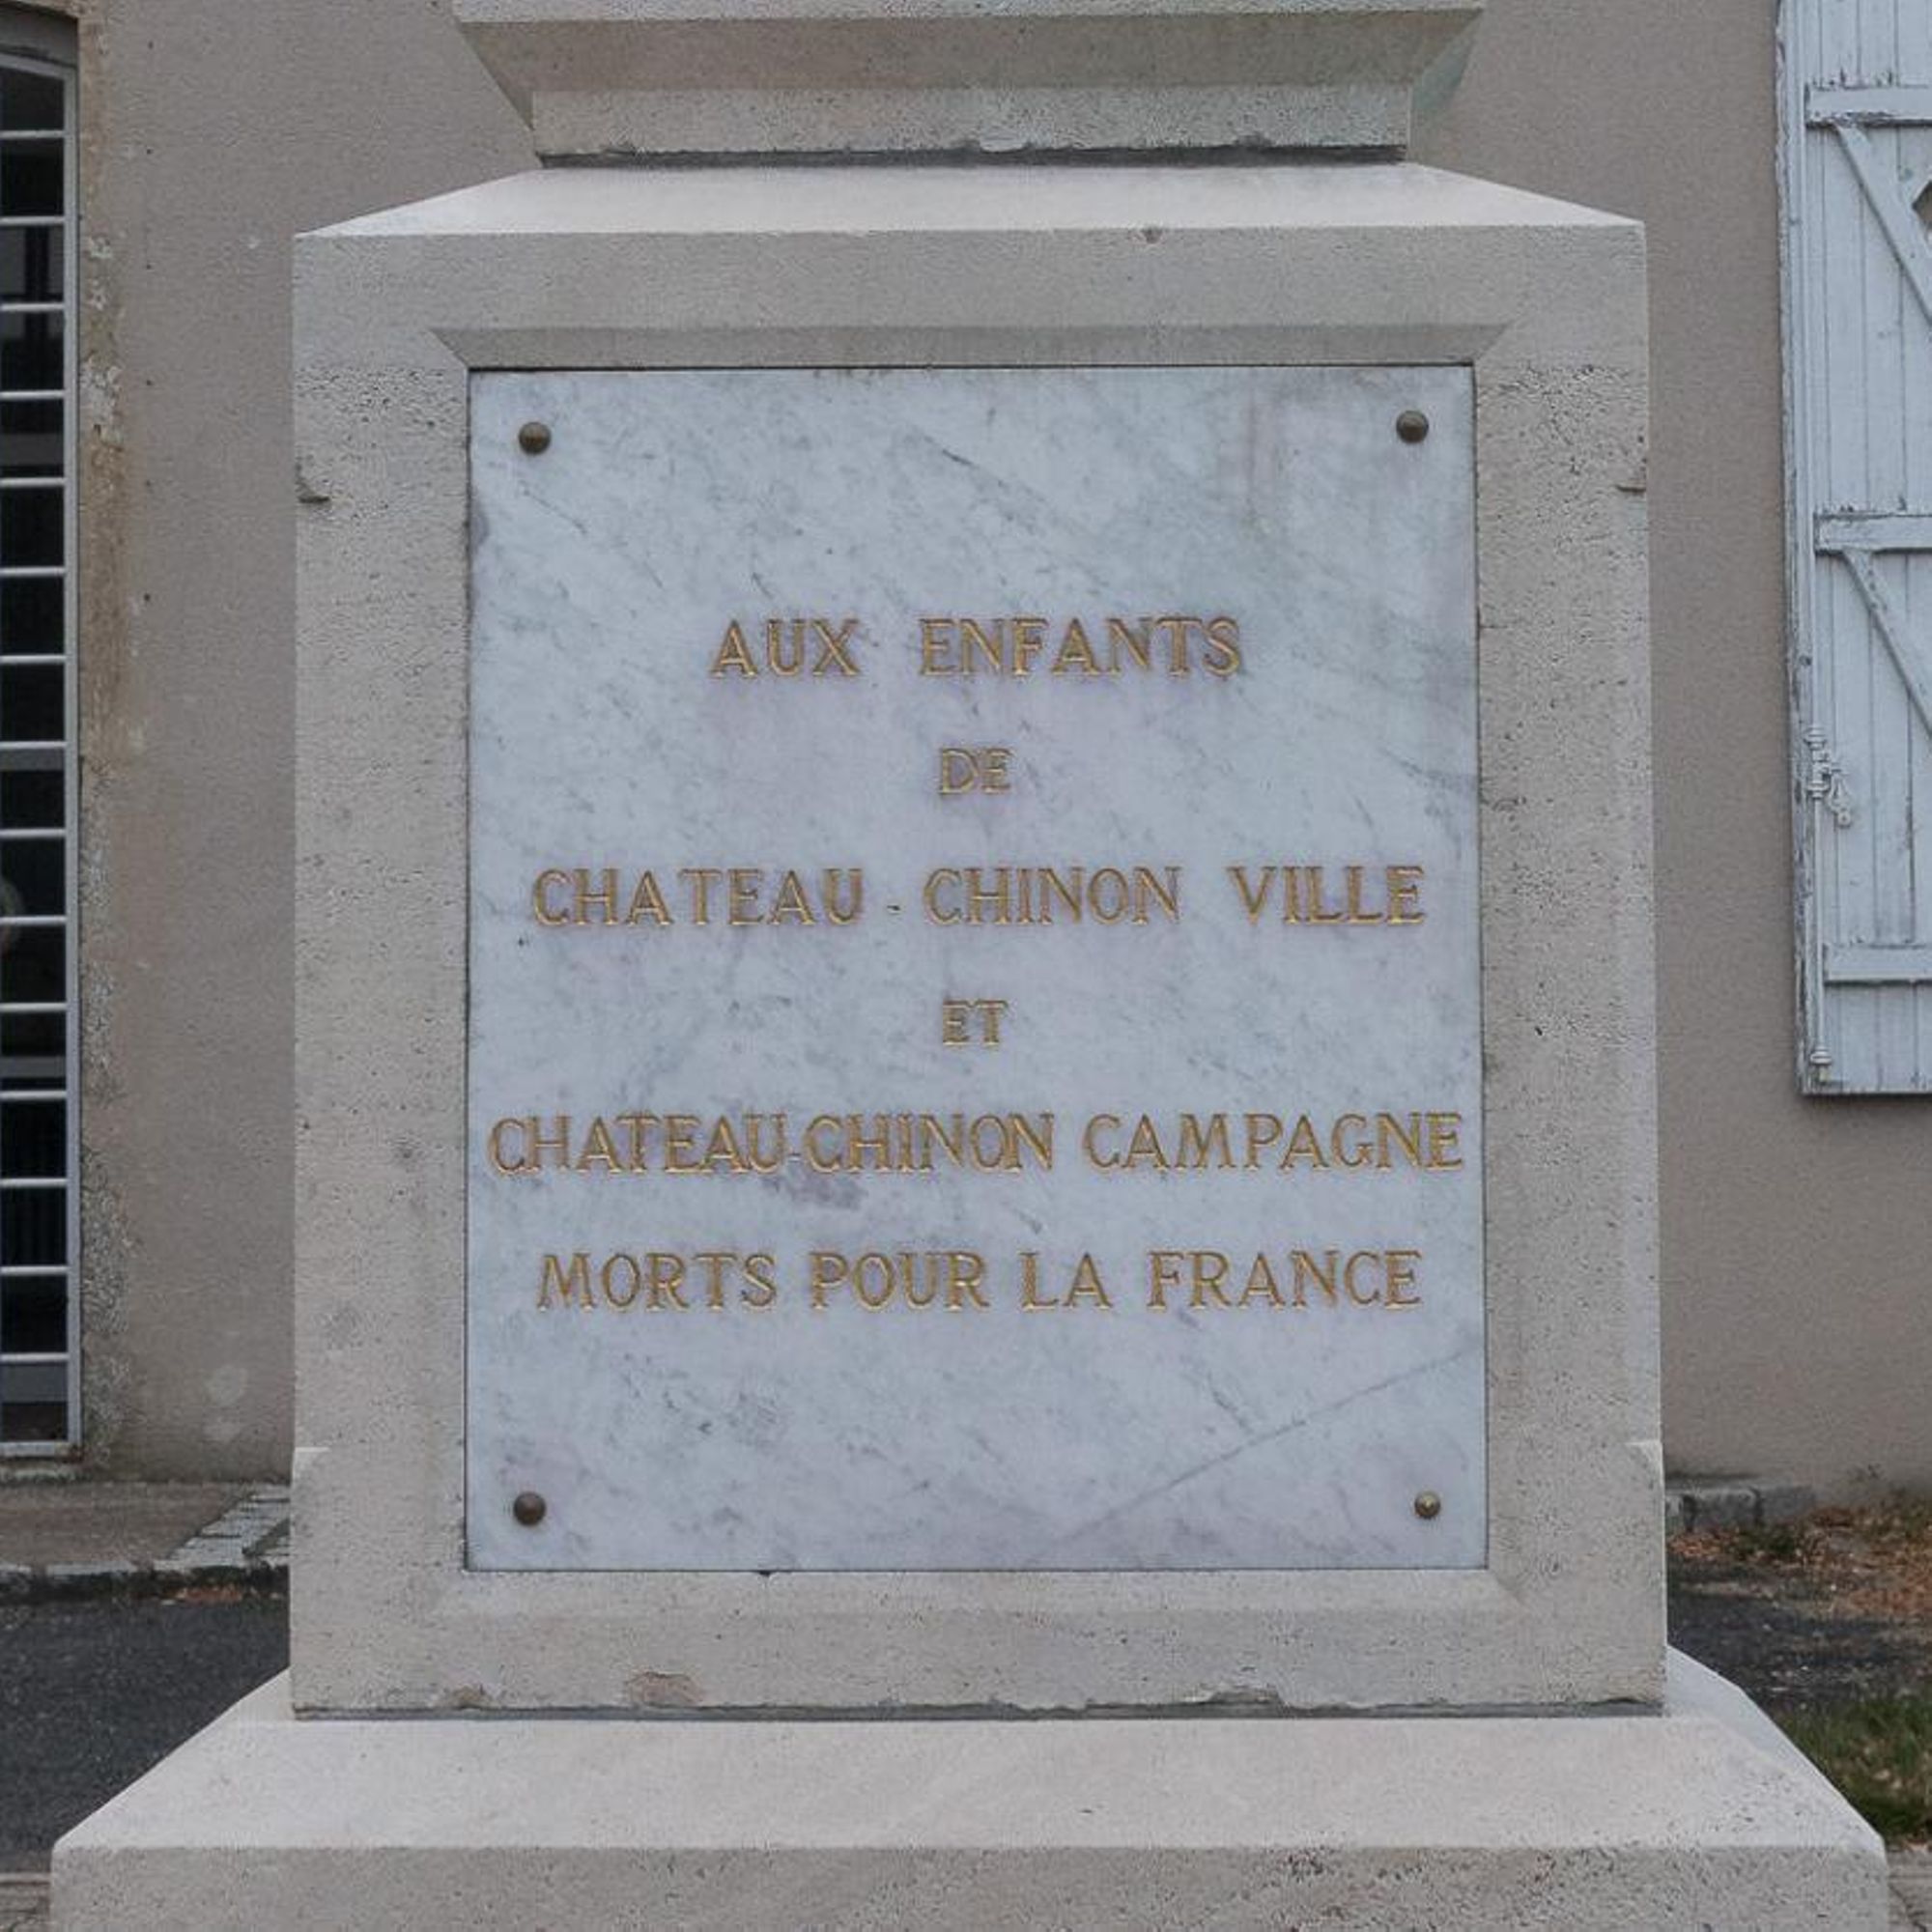 AUX ENFANTS
DE
CHATEAU - CHINON VILLE
ET
CHATEAU-CHINON CAMPAGNE
MORTS POUR LA FRANCE